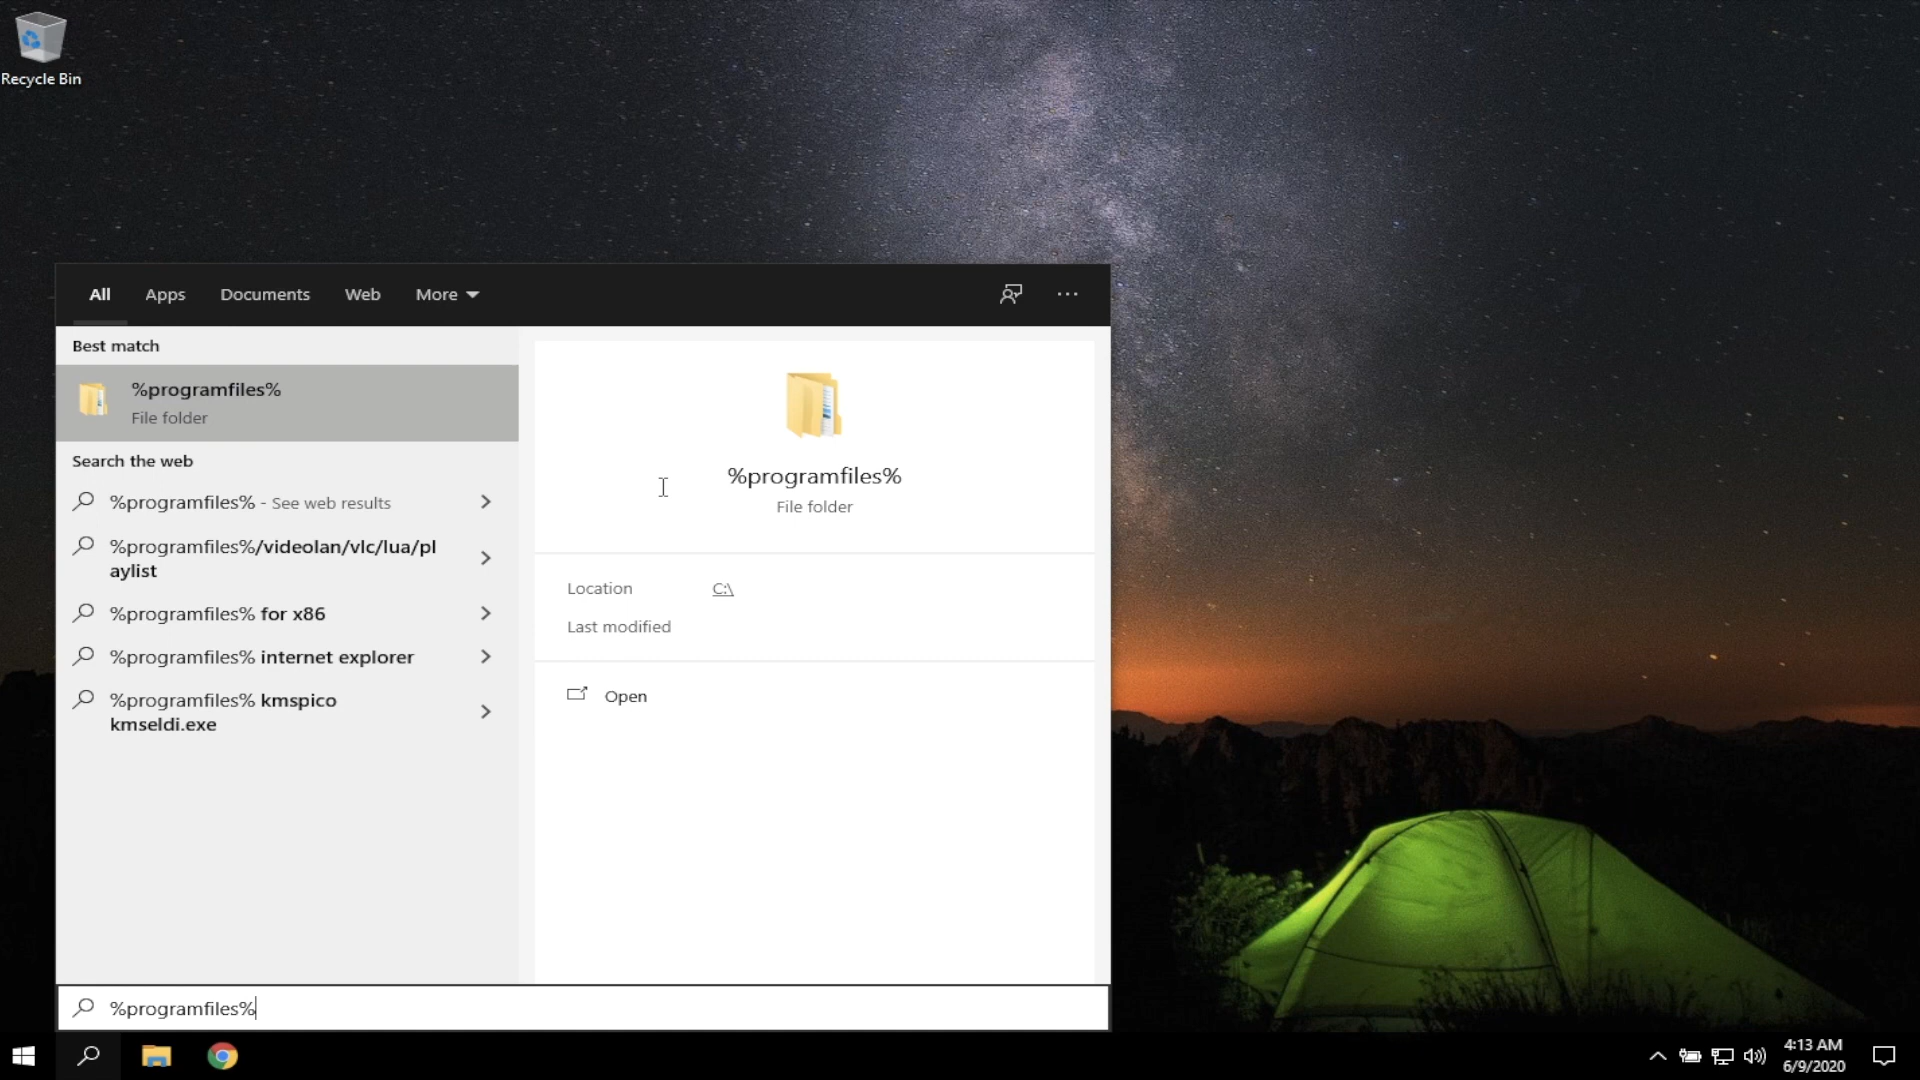 Recycle Bin
All Apps Documents Web More
Best match
%programfiles%
File folder
Search the web
%programfiles% - See web results
%programfiles%/videolan/vlc/lua/pl
aylist
%programfiles% for x86
%programfiles% internet explorer
%programfiles% kmspico
kmseldi.exe
%programfiles%
File folder
Location C:\
Last modified
Open
%programfiles%
4:13 AM
6/9/2020